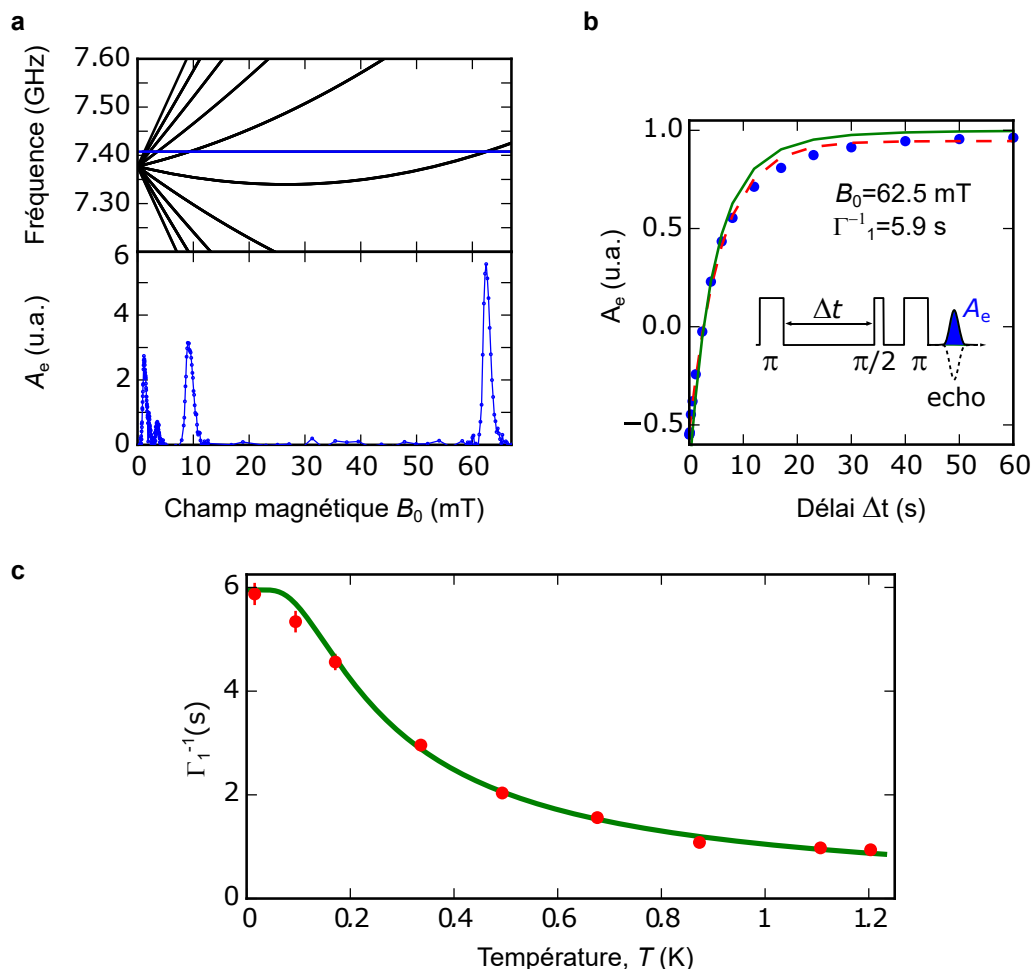 a
7.60
7.50
7.40
7.30
Fréquence (GHz)
6
4
2
0
A_e (u.a.)
0 10 20 30 40 50 60
Champ magnétique B₀ (mT)
b
1.0
0.5
0.0
−0.5
A_e (u.a.)
B₀=62.5 mT
Γ⁻¹₁=5.9 s
Δt
A_e
π π/2 π
echo
0 10 20 30 40 50 60
Délai Δt (s)
c
6
4
2
0
Γ₁⁻¹(s)
0 0.2 0.4 0.6 0.8 1 1.2
Température, T (K)